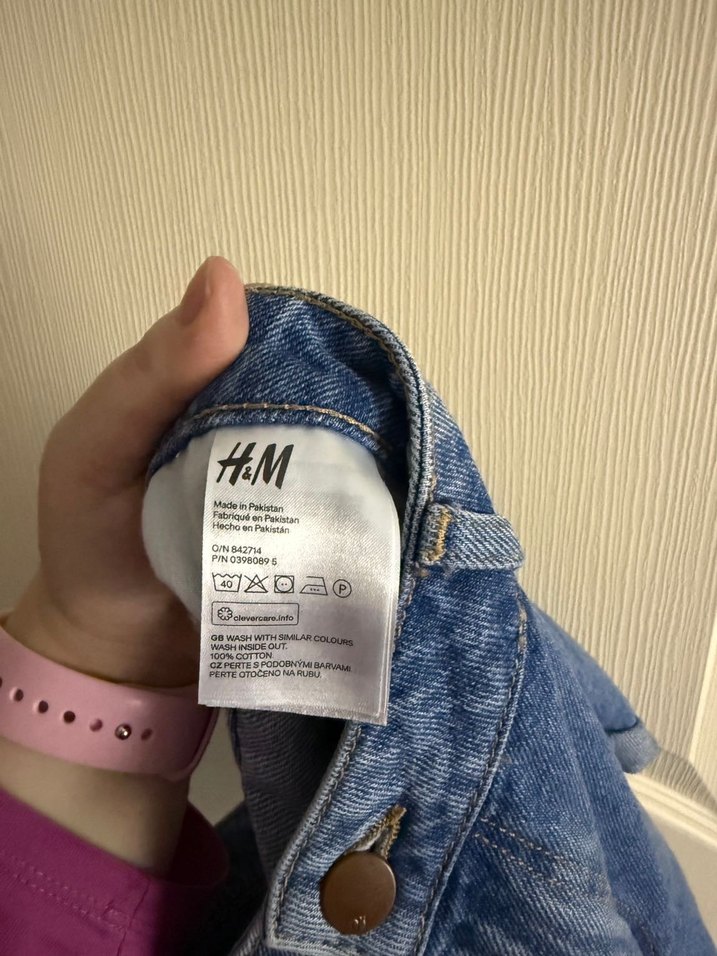 H&M
Made in Pakistan
Fabriqué en Pakistan
Hecho en Pakistán
O/N 842714
P/N 0398089 5
40 P
clevercare.info
GB WASH WITH SIMILAR COLOURS
WASH INSIDE OUT.
100% COTTON
CZ PERTE S PODOBNÝMI BARVAMI
PERTE OTOČENO NA RUBU.